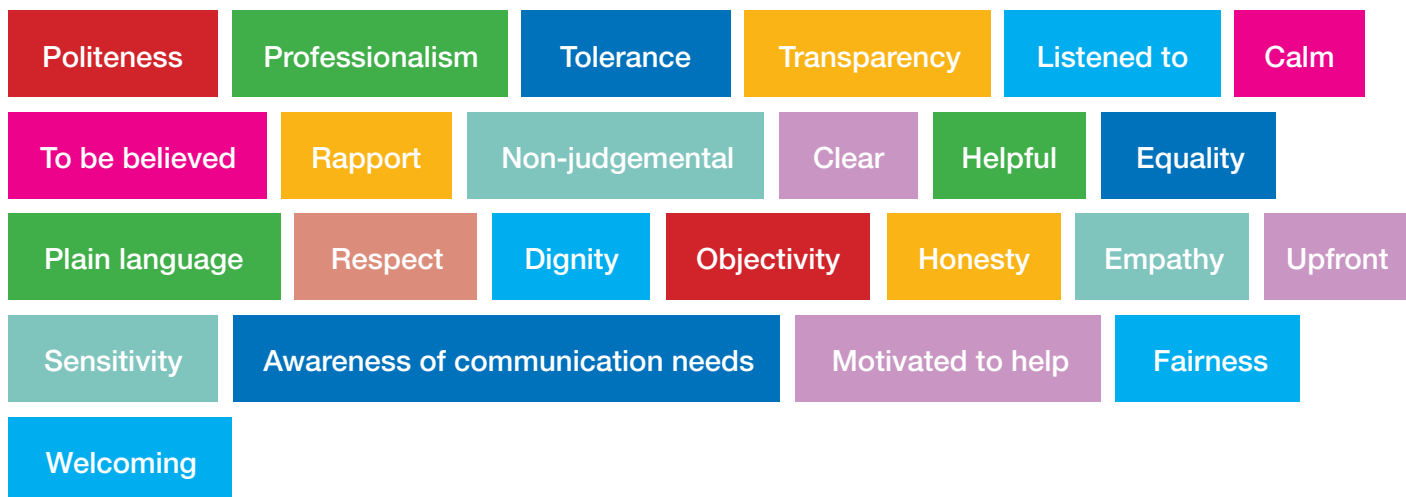 Politeness Professionalism Tolerance Transparency Listened to Calm
To be believed Rapport Non-judgemental Clear Helpful Equality
Plain language Respect Dignity Objectivity Honesty Empathy Upfront
Sensitivity Awareness of communication needs Motivated to help Fairness
Welcoming